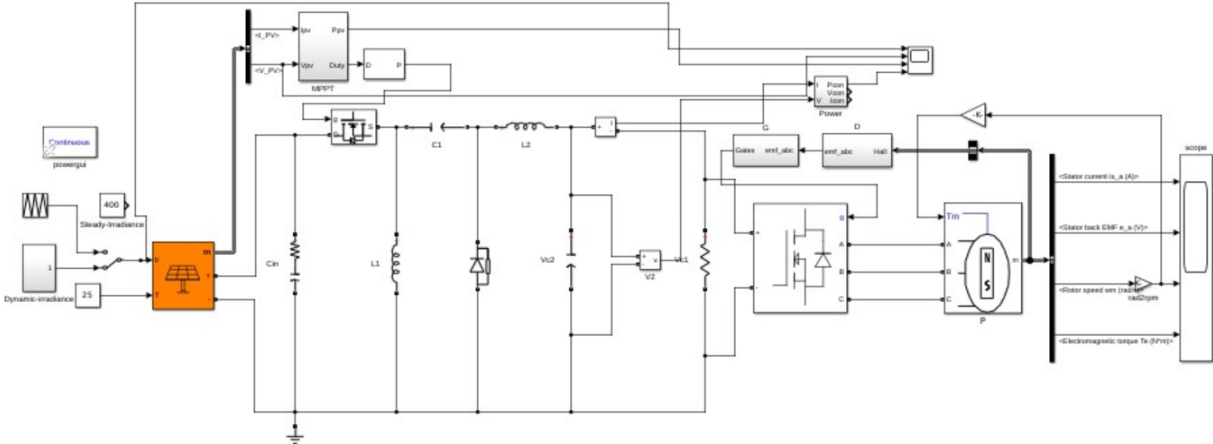 <I_PV>
<V_PV>
Ipv
Ppv
Vpv
Duty
MPPT
D
P
I
Pcon
Vcon
V
Icon
Power
-K-
G
D
Gates
emf_abc
emf_abc
Hall
Continuous
powergui
S
C1
L2
+
-
400
Steady-Irradiance
1
Dynamic-irradiance
25
Ir
T
m
+
-
Cin
L1
Vc2
+
-
v
V2
Vc1
+
-
g
A
B
C
Tm
A
B
C
N
S
m
P
<Stator current is_a (A)>
<Stator back EMF e_a (V)>
<Rotor speed wm (rad/s)>
rad2rpm
<Electromagnetic torque Te (N*m)>
scope